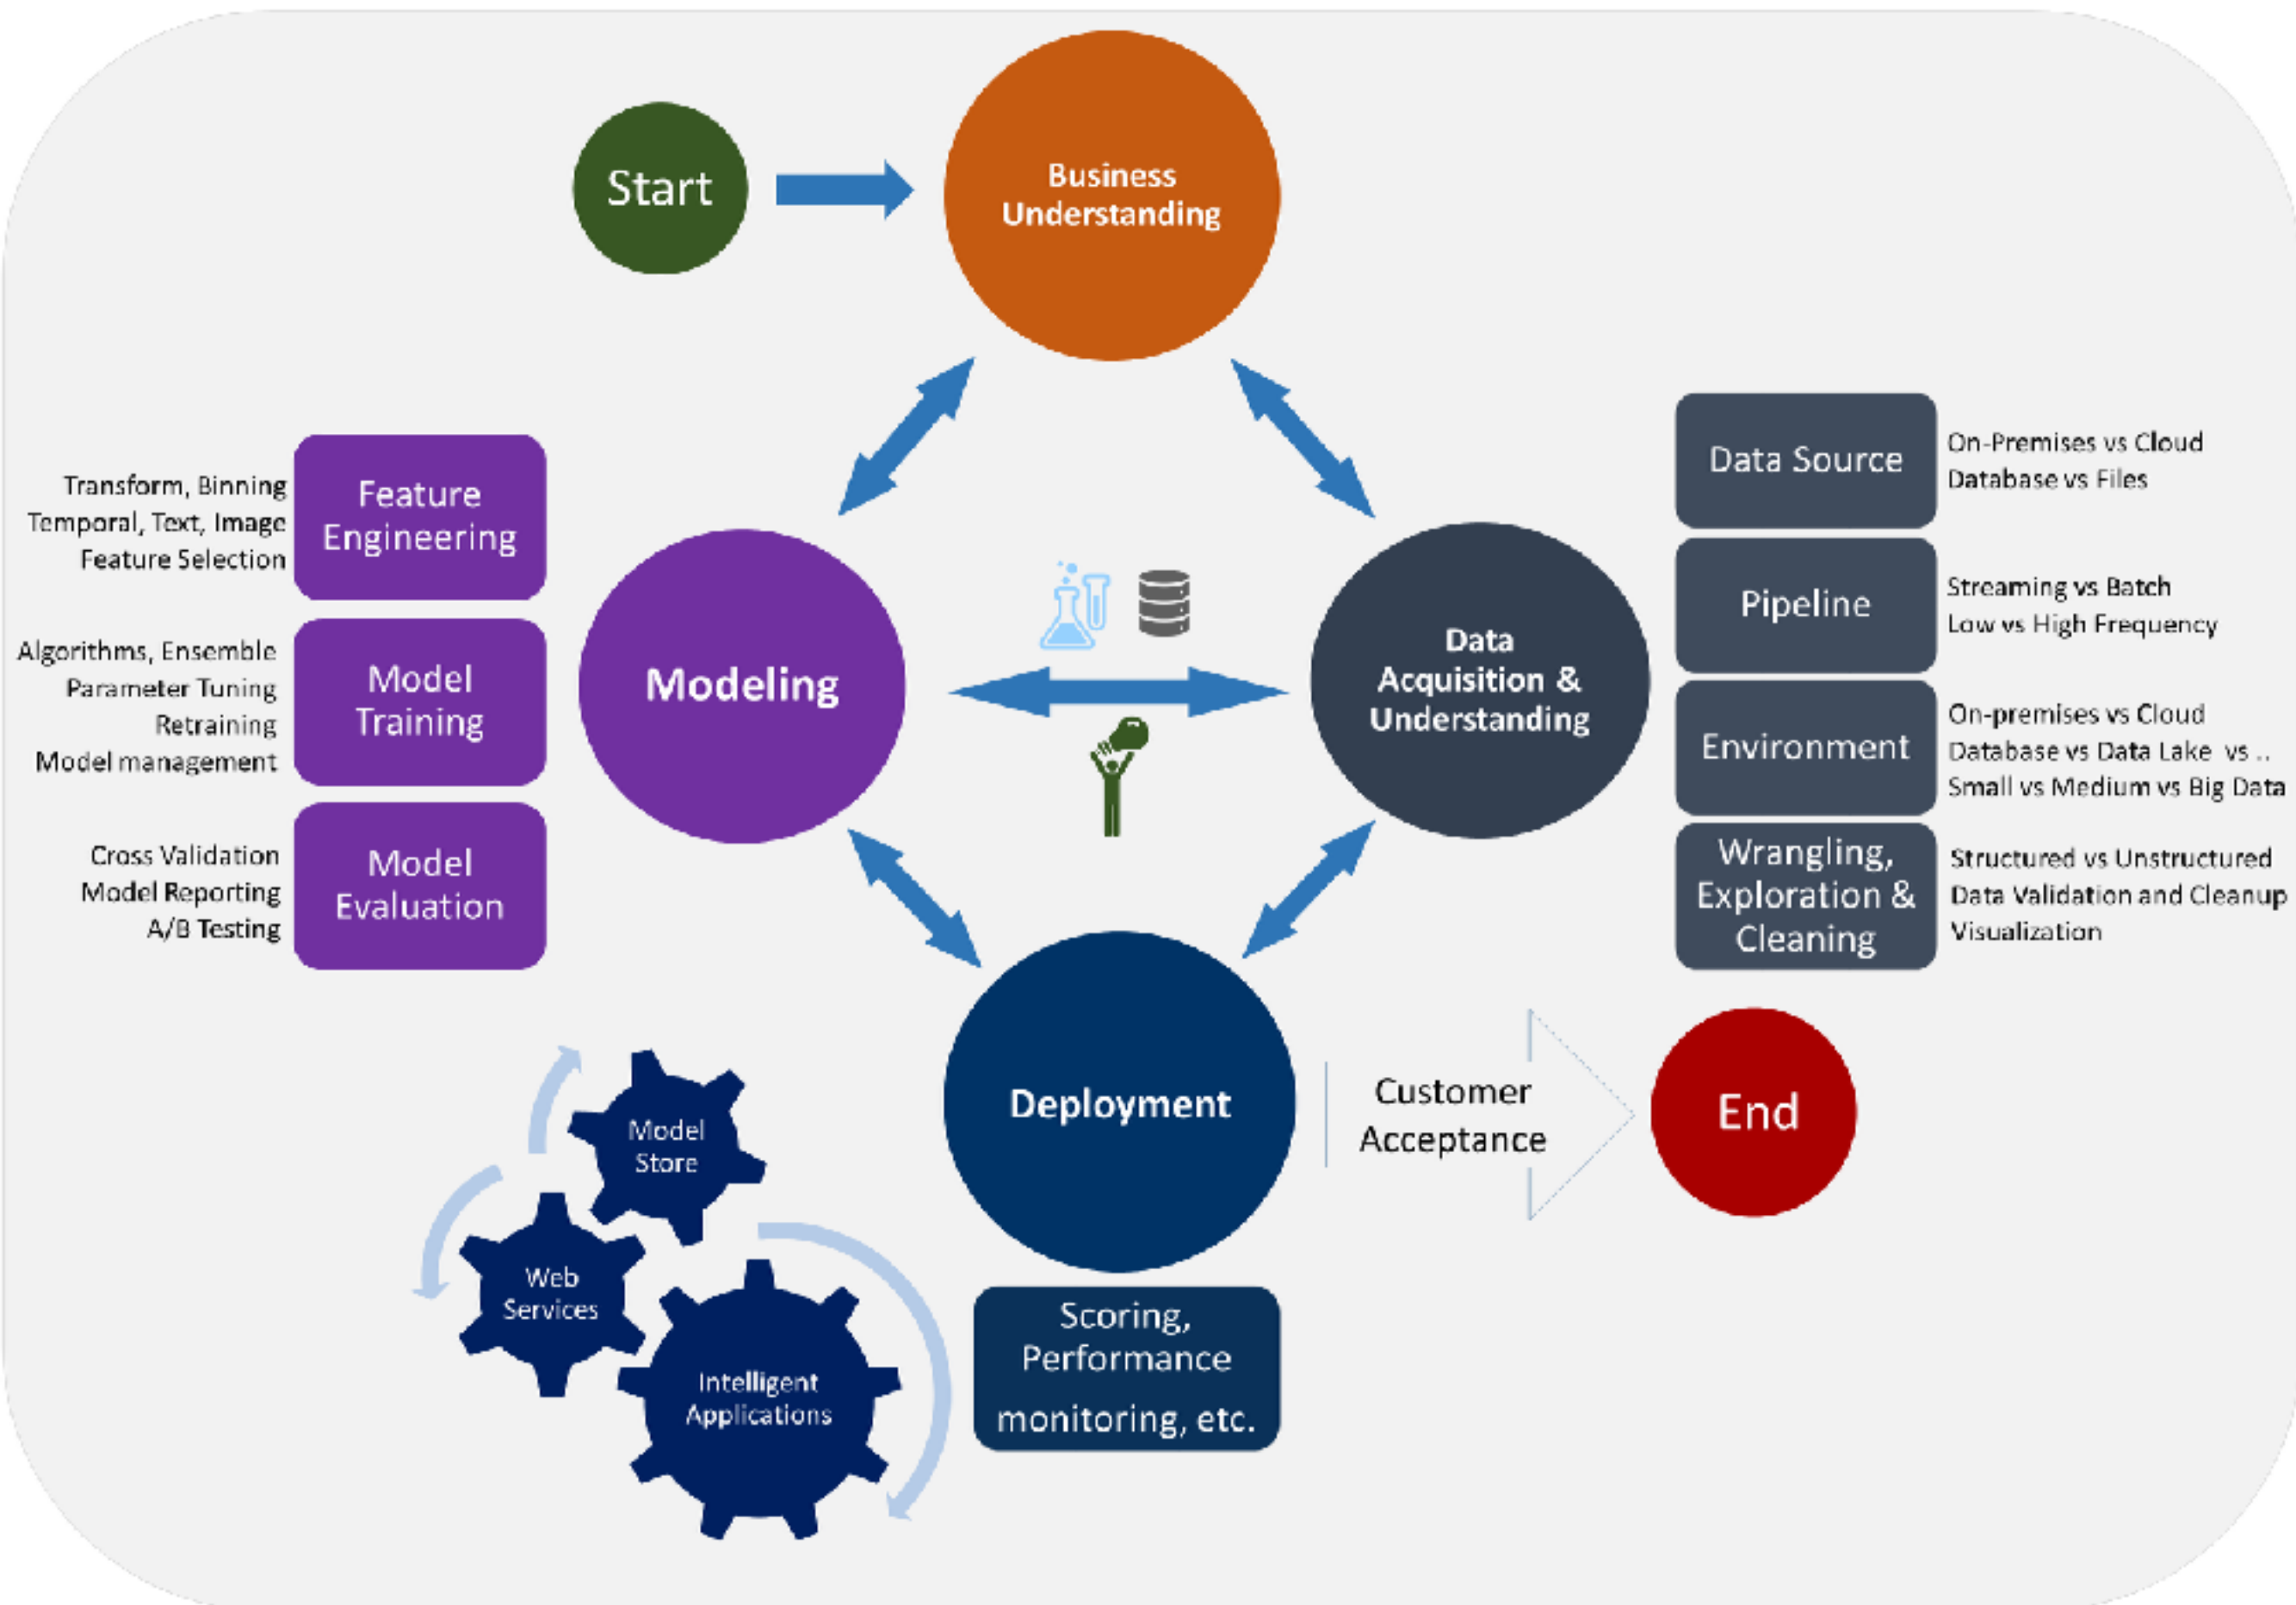 Start
Business
Understanding
Transform, Binning
Temporal, Text, Image
Feature Selection
Feature
Engineering
Algorithms, Ensemble
Parameter Tuning
Retraining
Model management
Model
Training
Cross Validation
Model Reporting
A/B Testing
Model
Evaluation
Modeling
Data
Acquisition &
Understanding
Data Source
On-Premises vs Cloud
Database vs Files
Pipeline
Streaming vs Batch
Low vs High Frequency
Environment
On-premises vs Cloud
Database vs Data Lake vs ..
Small vs Medium vs Big Data
Wrangling,
Exploration &
Cleaning
Structured vs Unstructured
Data Validation and Cleanup
Visualization
Deployment
Customer
Acceptance
End
Model
Store
Web
Services
Intelligent
Applications
Scoring,
Performance
monitoring, etc.